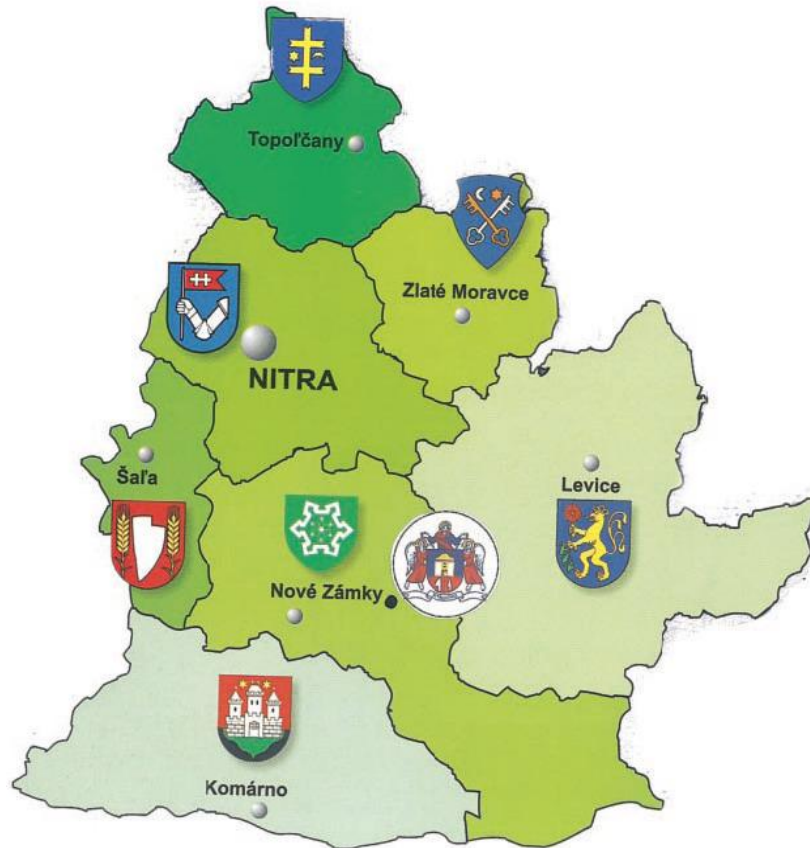 Topoľčany
Zlaté Moravce
NITRA
Šaľa
Levice
Nové Zámky
Komárno